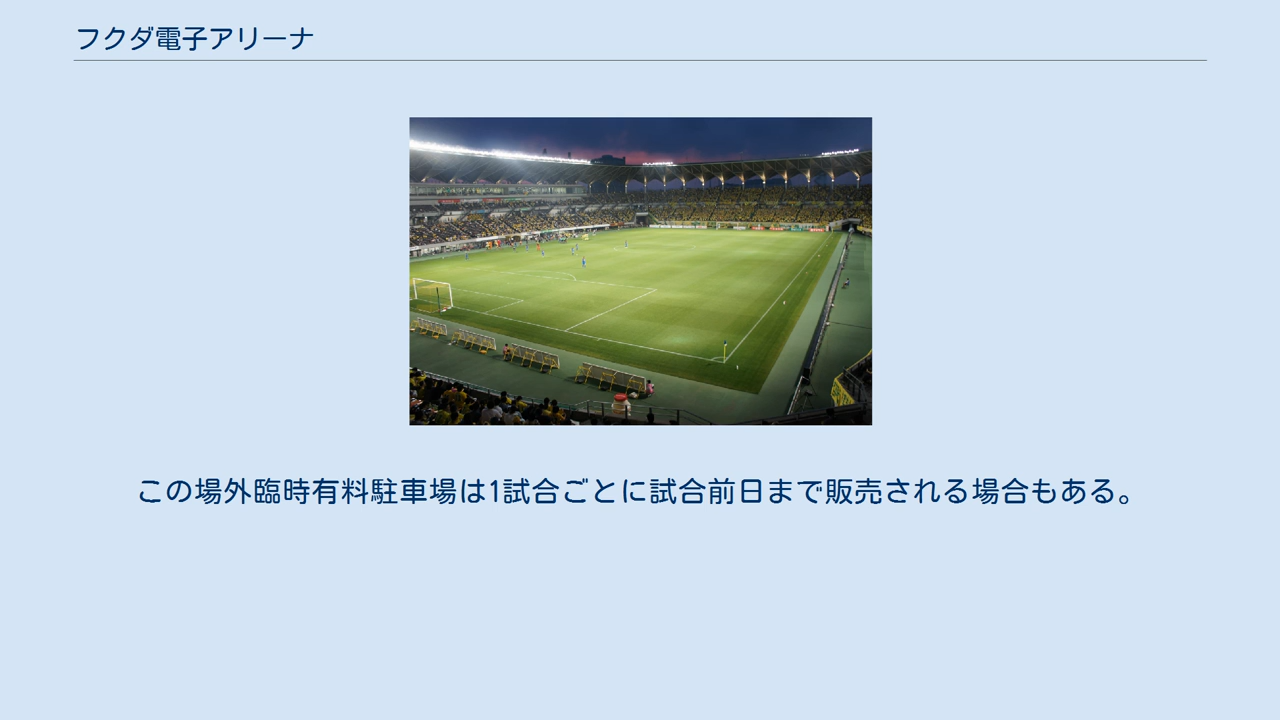 フクダ電子アリーナ
この場外臨時有料駐車場は1試合ごとに試合前日まで販売される場合もある。